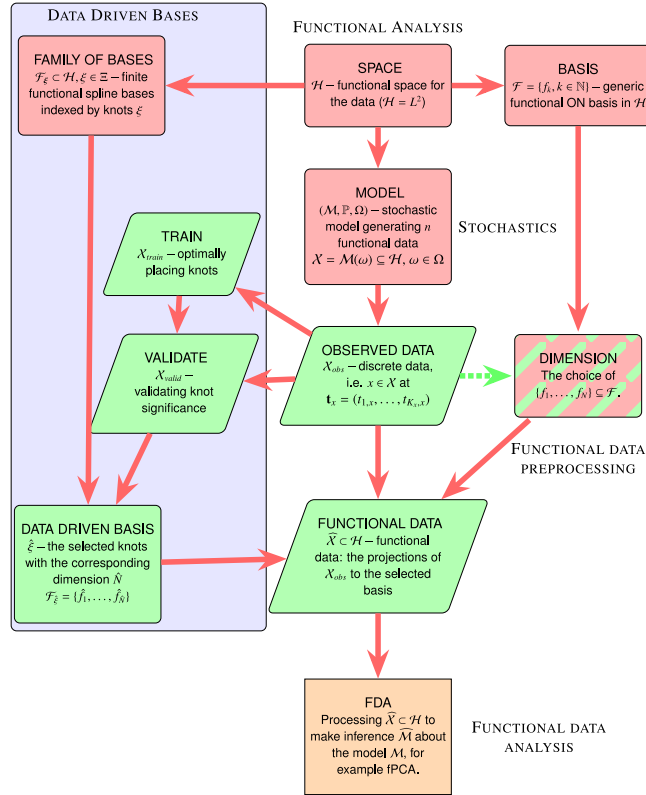 DATA DRIVEN BASES
FUNCTIONAL ANALYSIS
FAMILY OF BASES
𝓕_ξ ⊂ 𝓗, ξ ∈ Ξ – finite
functional spline bases
indexed by knots ξ
SPACE
𝓗 – functional space for
the data (𝓗 = L²)
BASIS
𝓕 = {f_k, k ∈ ℕ} – generic
functional ON basis in 𝓗
MODEL
(𝓜, ℙ, Ω) – stochastic
model generating n
functional data
𝒳 = 𝓜(ω) ⊆ 𝓗, ω ∈ Ω
STOCHASTICS
TRAIN
𝒳_train – optimally
placing knots
VALIDATE
𝒳_valid –
validating knot
significance
OBSERVED DATA
𝒳_obs – discrete data,
i.e. x ∈ 𝒳 at
𝐭_x = (t_{1,x}, . . . , t_{K_x,x})
DIMENSION
The choice of
{f_1, . . . , f_N} ⊆ 𝓕.
FUNCTIONAL DATA
PREPROCESSING
DATA DRIVEN BASIS
ξ̂ – the selected knots
with the corresponding
dimension N̂
𝓕_ξ̂ = {f̂_1, . . . , f̂_N̂}
FUNCTIONAL DATA
𝒳̂ ⊂ 𝓗 – functional
data: the projections of
𝒳_obs to the selected
basis
FDA
Processing 𝒳̂ ⊂ 𝓗 to
make inference 𝓜̂ about
the model 𝓜, for
example fPCA.
FUNCTIONAL DATA
ANALYSIS